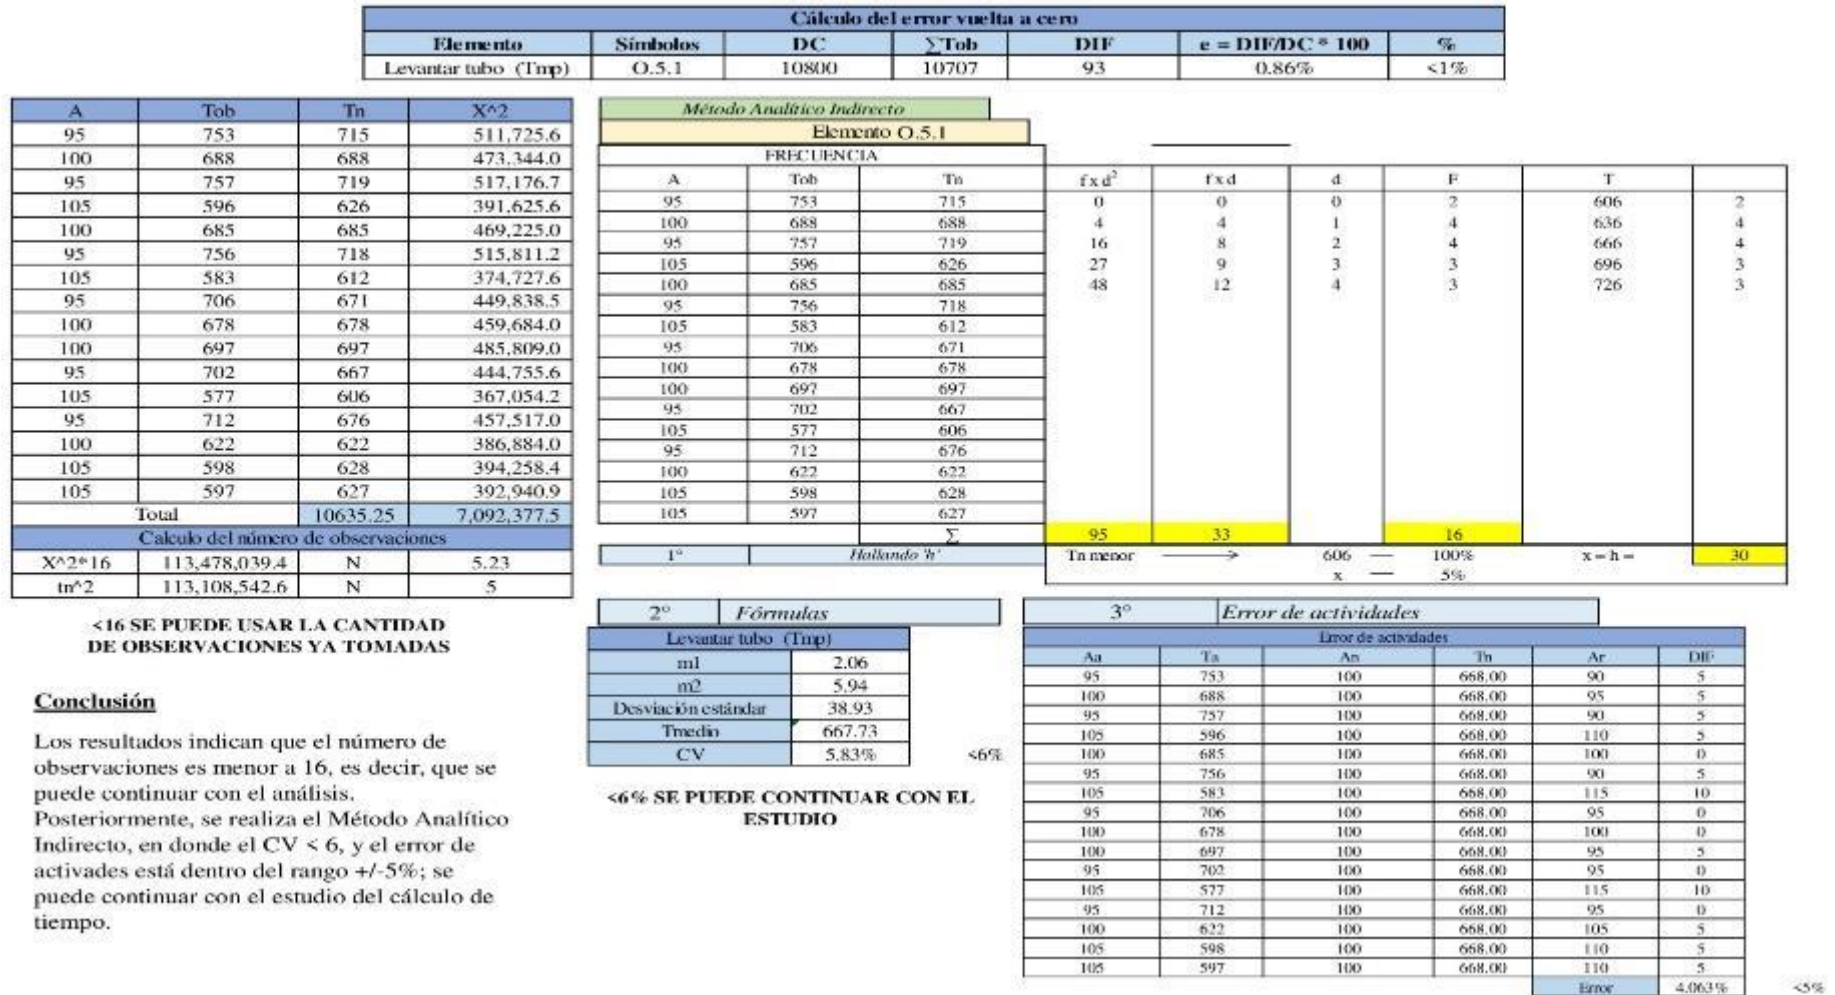 Cálculo del error vuelta a cero
Elemento Símbolos DC ∑Tob DIF e = DIF/DC * 100 %
Levantar tubo (Tmp) O.5.1 10800 10707 93 0.86% <1%
A Tob Tn X^2
95 753 715 511,725.6
100 688 688 473,344.0
95 757 719 517,176.7
105 596 626 391,625.6
100 685 685 469,225.0
95 756 718 515,811.2
105 583 612 374,727.6
95 706 671 449,838.5
100 678 678 459,684.0
100 697 697 485,809.0
95 702 667 444,755.6
105 577 606 367,054.2
95 712 676 457,517.0
100 622 622 386,884.0
105 598 628 394,258.4
105 597 627 392,940.9
Total 10635.25 7,092,377.5
Calculo del número de observaciones
X^2*16 113,478,039.4 N 5.23
tn^2 113,108,542.6 N 5
<16 SE PUEDE USAR LA CANTIDAD
DE OBSERVACIONES YA TOMADAS
Conclusión
Los resultados indican que el número de
observaciones es menor a 16, es decir, que se
puede continuar con el análisis.
Posteriormente, se realiza el Método Analítico
Indirecto, en donde el CV < 6, y el error de
activades está dentro del rango +/-5%; se
puede continuar con el estudio del cálculo de
tiempo.
Método Analítico Indirecto
Elemento O.5.1
FRECUENCIA
A Tob Tn f x d² f x d d F T
95 753 715 0 0 0 2 606 2
100 688 688 4 4 1 4 636 4
95 757 719 16 8 2 4 666 4
105 596 626 27 9 3 3 696 3
100 685 685 48 12 4 3 726 3
95 756 718
105 583 612
95 706 671
100 678 678
100 697 697
95 702 667
105 577 606
95 712 676
100 622 622
105 598 628
105 597 627
∑ 95 33 16
1° Hallando 'h' Tn menor → 606 — 100% x = h = 30
x — 5%
2° Fórmulas
Levantar tubo (Tmp)
m1 2.06
m2 5.94
Desviación estándar 38.93
Tmedio 667.73
CV 5.83% <6%
<6% SE PUEDE CONTINUAR CON EL
ESTUDIO
3° Error de actividades
Error de actividades
Aa Ta An Tn Ar DIF
95 753 100 668.00 90 5
100 688 100 668.00 95 5
95 757 100 668.00 90 5
105 596 100 668.00 110 5
100 685 100 668.00 100 0
95 756 100 668.00 90 5
105 583 100 668.00 115 10
95 706 100 668.00 95 0
100 678 100 668.00 100 0
100 697 100 668.00 95 5
95 702 100 668.00 95 0
105 577 100 668.00 115 10
95 712 100 668.00 95 0
100 622 100 668.00 105 5
105 598 100 668.00 110 5
105 597 100 668.00 110 5
Error 4.063% <5%